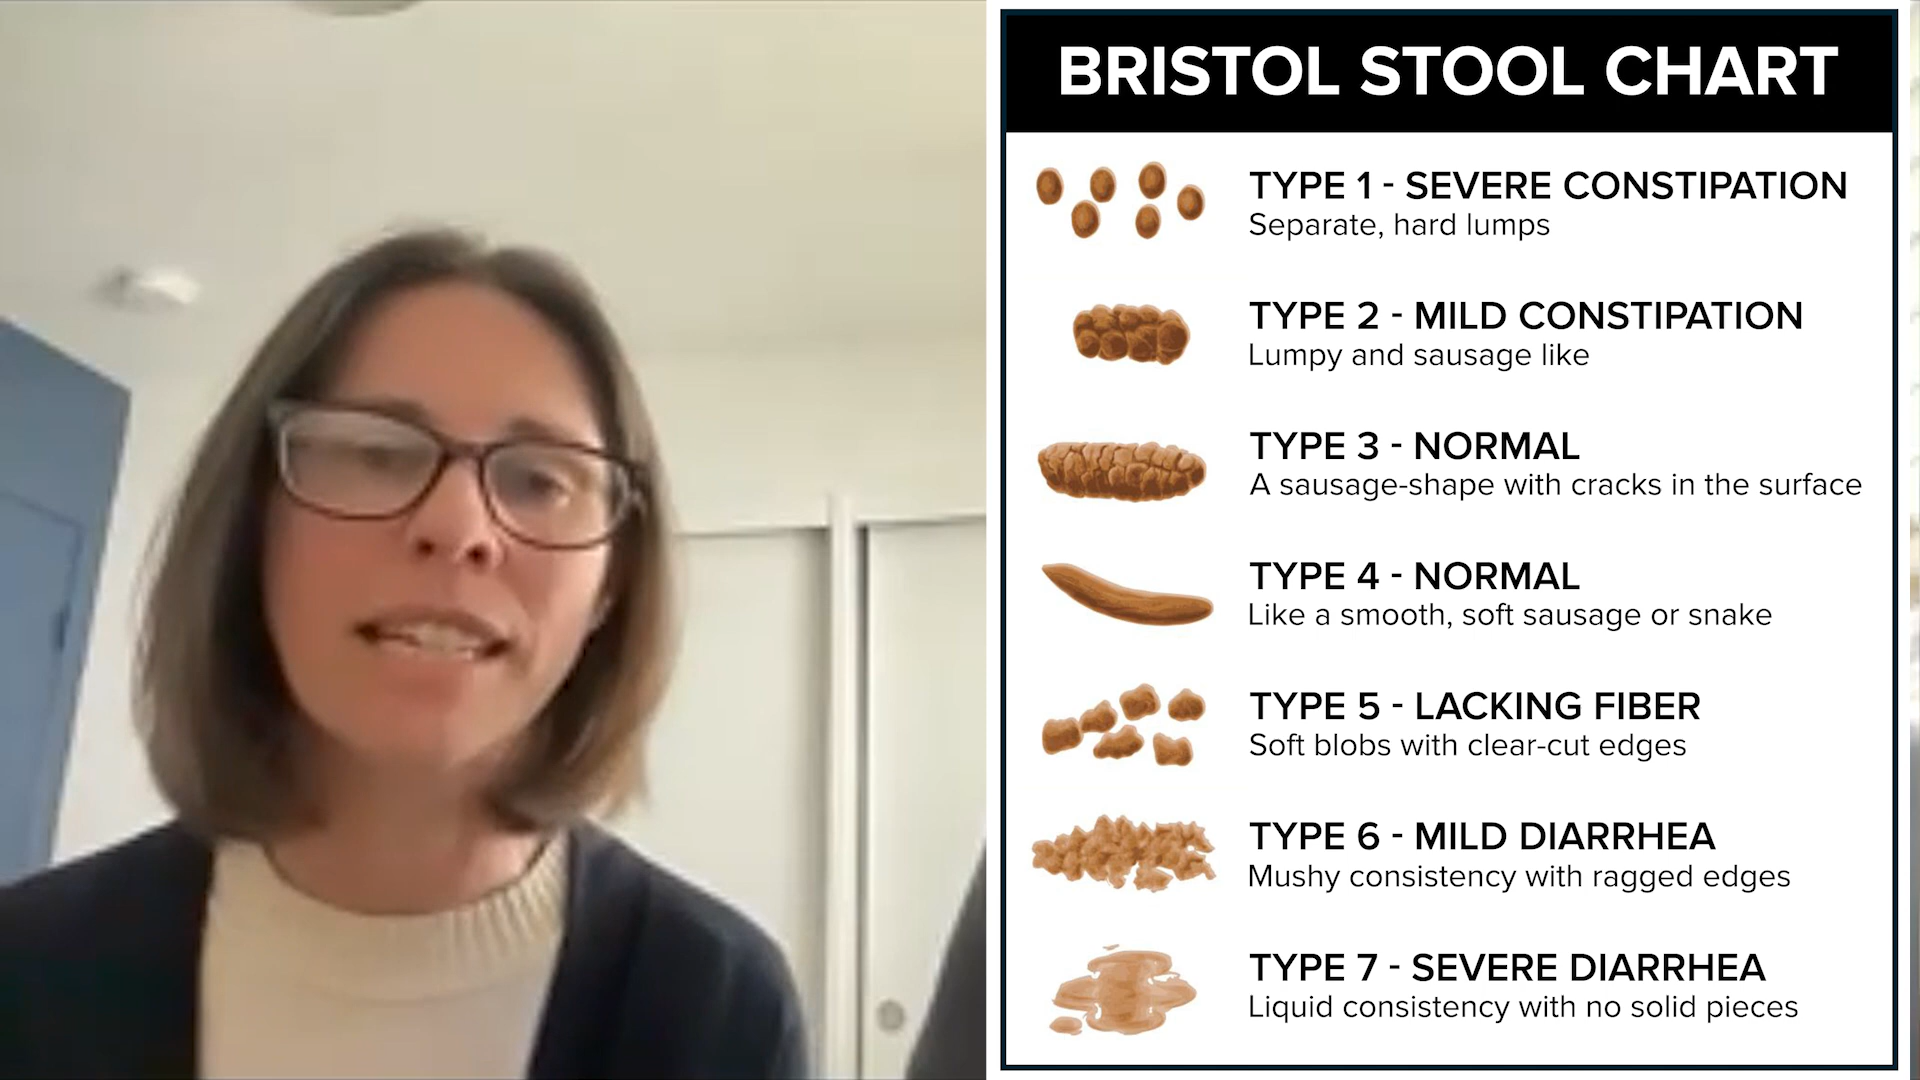 BRISTOL STOOL CHART
TYPE 1 - SEVERE CONSTIPATION
Separate, hard lumps
TYPE 2 - MILD CONSTIPATION
Lumpy and sausage like
TYPE 3 - NORMAL
A sausage-shape with cracks in the surface
TYPE 4 - NORMAL
Like a smooth, soft sausage or snake
TYPE 5 - LACKING FIBER
Soft blobs with clear-cut edges
TYPE 6 - MILD DIARRHEA
Mushy consistency with ragged edges
TYPE 7 - SEVERE DIARRHEA
Liquid consistency with no solid pieces